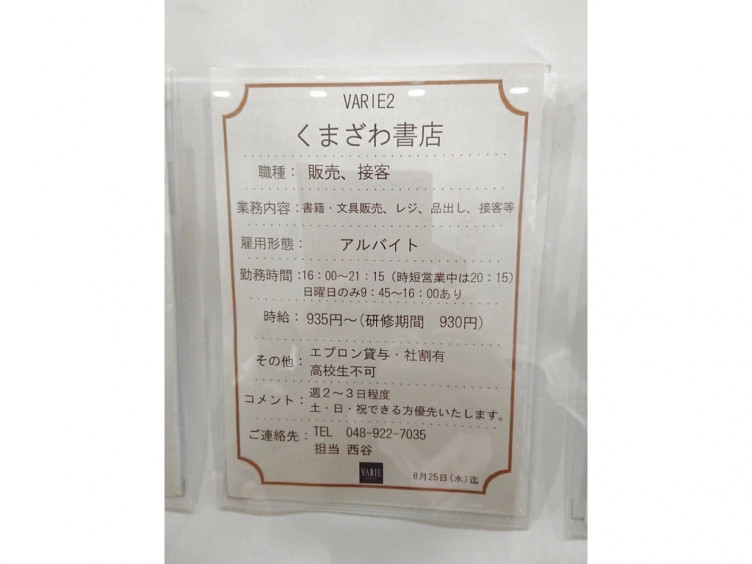 VARIE2
くまざわ書店
職種： 販売、接客
業務内容：書籍・文具販売、レジ、品出し、接客等
雇用形態： アルバイト
勤務時間：16：00～21：15（時短営業中は20：15）
日曜日のみ9：45～16：00あり
時給：935円～（研修期間 930円）
その他：エプロン貸与・社割有
高校生不可
コメント：週２～３日程度
土・日・祝できる方優先いたします。
ご連絡先：TEL 048-922-7035
担当 西谷
VARIE
8月25日(水)迄